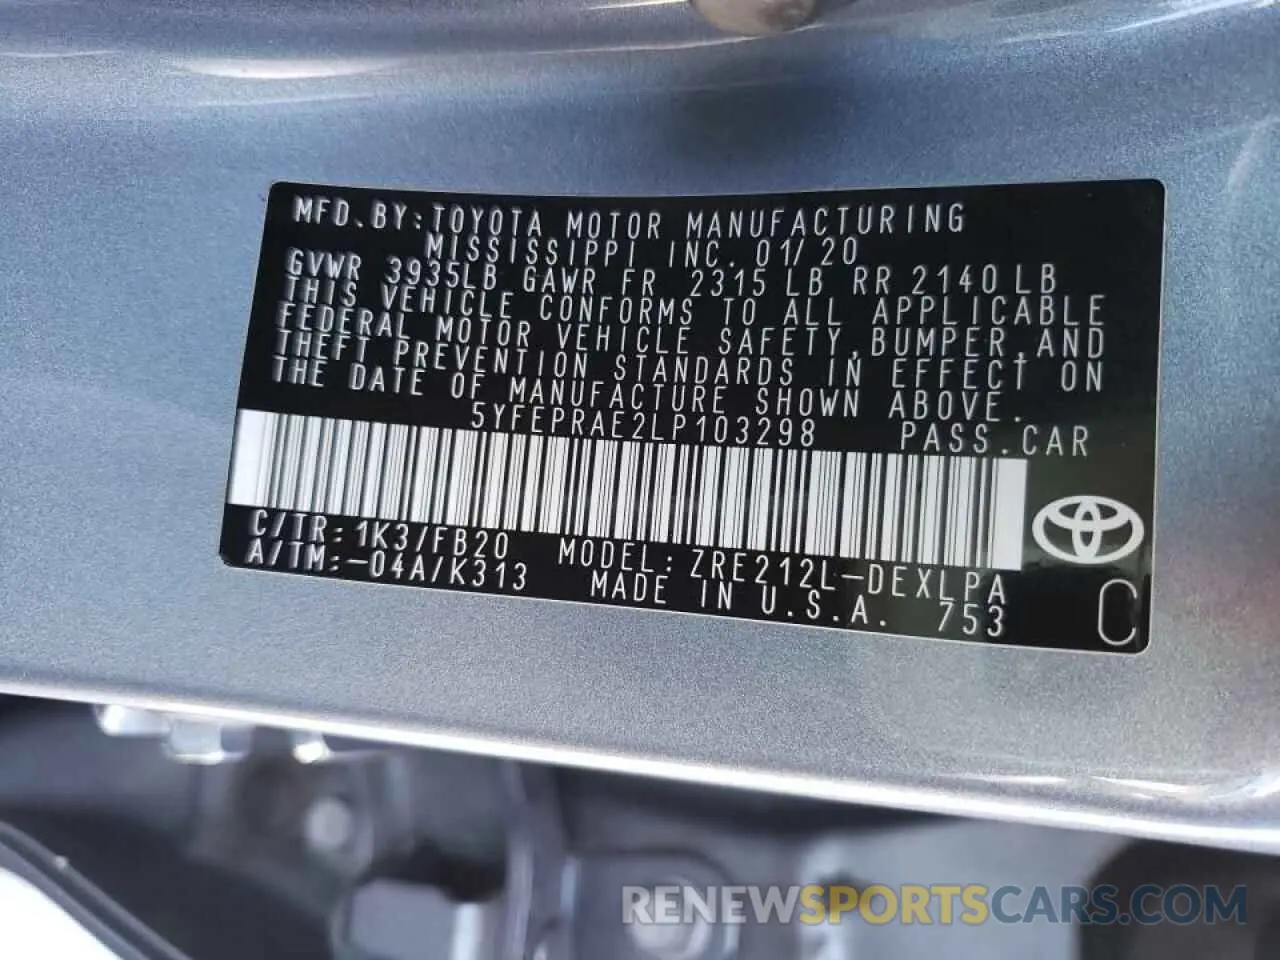 MFD.BY:TOYOTA MOTOR MANUFACTURING
MISSISSIPPI INC. 01/20
GVWR 3935LB GAWR FR 2315 LB RR 2140 LB
THIS VEHICLE CONFORMS TO ALL APPLICABLE
FEDERAL MOTOR VEHICLE SAFETY, BUMPER,AND
THEFT PREVENTION STANDARDS IN EFFECT ON
THE DATE OF MANUFACTURE SHOWN ABOVE.
5YFEPRAE2LP103298 PASS.CAR
C/TR:1K3/FB20 MODEL:ZRE212L-DEXLPA
A/TM:-04A/K313 MADE IN U.S.A. 753 C
RENEWSPORTSCARS.COM